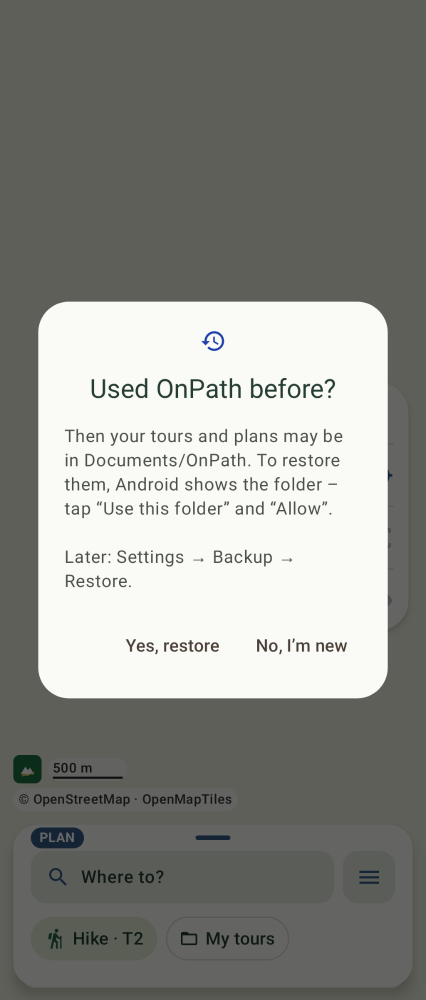 Used OnPath before?
Then your tours and plans may be
in Documents/OnPath. To restore
them, Android shows the folder –
tap “Use this folder” and “Allow”.
Later: Settings → Backup →
Restore.
Yes, restore
No, I’m new
500 m
© OpenStreetMap · OpenMapTiles
PLAN
Where to?
Hike · T2
My tours